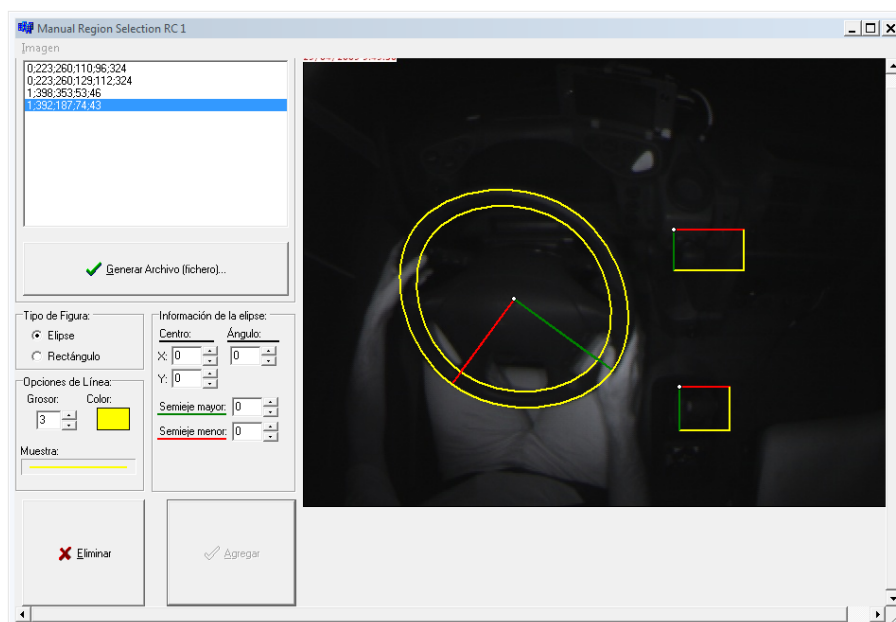 Manual Region Selection RC 1
Imagen
0;223;260;110;96;324
0;223;260;129;112;324
1;398;353;53;46
1;392;187;74;43
Generar Archivo (fichero)...
Tipo de Figura:
Elipse
Rectángulo
Opciones de Línea:
Grosor:
Color:
3
Muestra:
Información de la elipse:
Centro:
Ángulo:
X: 0
0
Y: 0
Semieje mayor: 0
Semieje menor: 0
Eliminar
Agregar